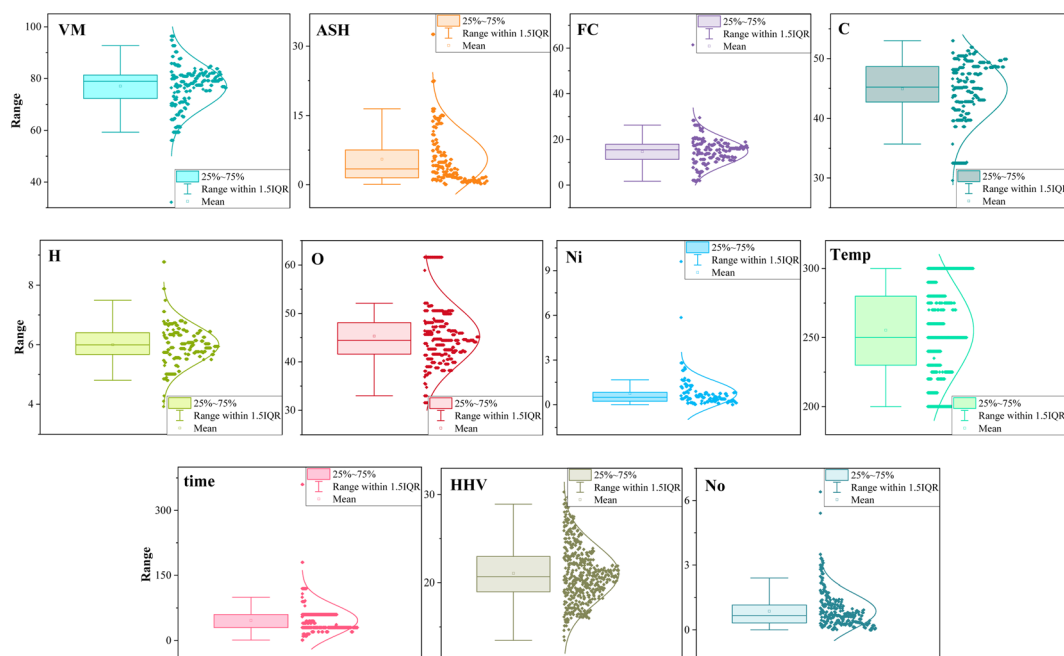 VM
25%~75%
Range within 1.5IQR
Mean
Range
100
80
60
40
ASH
25%~75%
Range within 1.5IQR
Mean
30
15
0
FC
25%~75%
Range within 1.5IQR
Mean
60
40
20
0
C
25%~75%
Range within 1.5IQR
Mean
50
40
30
H
25%~75%
Range within 1.5IQR
Mean
Range
8
6
4
O
25%~75%
Range within 1.5IQR
Mean
60
50
40
30
Ni
25%~75%
Range within 1.5IQR
Mean
9
6
3
0
Temp
25%~75%
Range within 1.5IQR
Mean
300
250
200
time
25%~75%
Range within 1.5IQR
Mean
Range
300
150
0
HHV
25%~75%
Range within 1.5IQR
Mean
30
20
No
25%~75%
Range within 1.5IQR
Mean
6
3
0